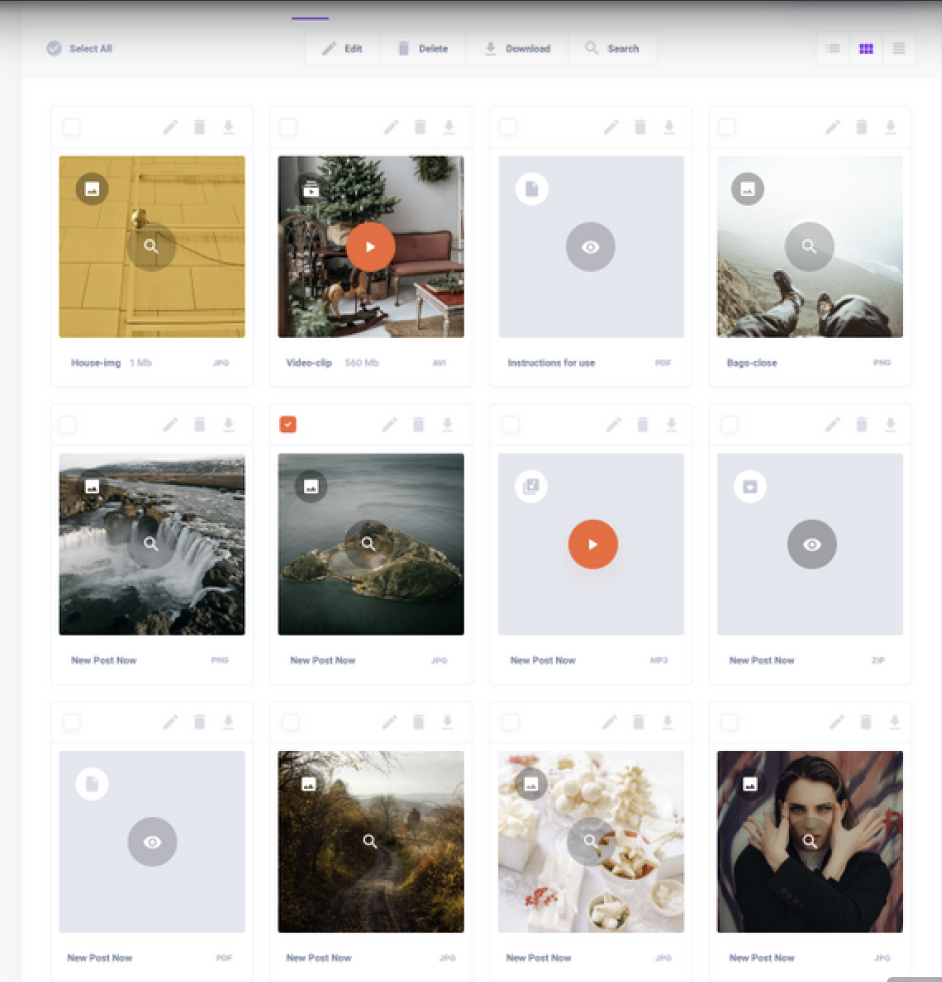 Select All
Edit
Delete
Download
Search
House-img 1 Mb JPG
Video-clip 560 Mb AVI
Instructions for use PDF
Bags-close PNG
New Post Now PNG
New Post Now JPG
New Post Now MP3
New Post Now ZIP
New Post Now PDF
New Post Now JPG
New Post Now JPG
New Post Now JPG